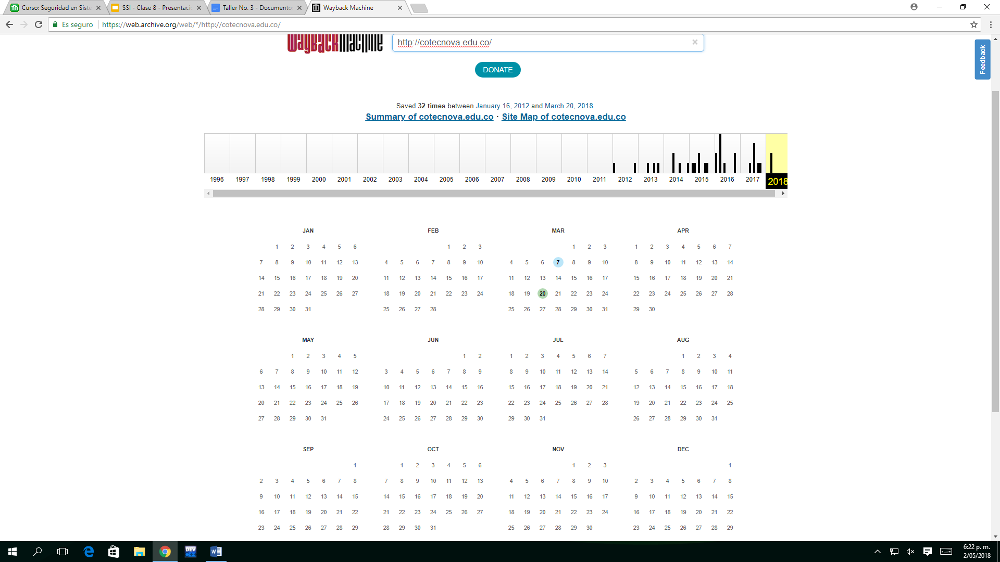 Curso: Seguridad en Siste
SSI - Clase 8 - Presentaci
Taller No. 3 - Documento
Wayback Machine
Es seguro
https://web.archive.org/web/*/http://cotecnova.edu.co/
WayBackMachine
http://cotecnova.edu.co/
Feedback
DONATE
Saved 32 times between January 16, 2012 and March 20, 2018.
Summary of cotecnova.edu.co · Site Map of cotecnova.edu.co
1996 1997 1998 1999 2000 2001 2002 2003 2004 2005 2006 2007 2008 2009 2010 2011 2012 2013 2014 2015 2016 2017 2018
JAN
1 2 3 4 5 6
7 8 9 10 11 12 13
14 15 16 17 18 19 20
21 22 23 24 25 26 27
28 29 30 31
FEB
1 2 3
4 5 6 7 8 9 10
11 12 13 14 15 16 17
18 19 20 21 22 23 24
25 26 27 28
MAR
1 2 3
4 5 6 7 8 9 10
11 12 13 14 15 16 17
18 19 20 21 22 23 24
25 26 27 28 29 30 31
APR
1 2 3 4 5 6 7
8 9 10 11 12 13 14
15 16 17 18 19 20 21
22 23 24 25 26 27 28
29 30
MAY
1 2 3 4 5
6 7 8 9 10 11 12
13 14 15 16 17 18 19
20 21 22 23 24 25 26
27 28 29 30 31
JUN
1 2
3 4 5 6 7 8 9
10 11 12 13 14 15 16
17 18 19 20 21 22 23
24 25 26 27 28 29 30
JUL
1 2 3 4 5 6 7
8 9 10 11 12 13 14
15 16 17 18 19 20 21
22 23 24 25 26 27 28
29 30 31
AUG
1 2 3 4
5 6 7 8 9 10 11
12 13 14 15 16 17 18
19 20 21 22 23 24 25
26 27 28 29 30 31
SEP
1
2 3 4 5 6 7 8
9 10 11 12 13 14 15
16 17 18 19 20 21 22
23 24 25 26 27 28 29
OCT
1 2 3 4 5 6
7 8 9 10 11 12 13
14 15 16 17 18 19 20
21 22 23 24 25 26 27
28 29 30 31
NOV
1 2 3
4 5 6 7 8 9 10
11 12 13 14 15 16 17
18 19 20 21 22 23 24
25 26 27 28 29 30
DEC
1
2 3 4 5 6 7 8
9 10 11 12 13 14 15
16 17 18 19 20 21 22
23 24 25 26 27 28 29
DEV
C++
6:22 p. m.
2/05/2018